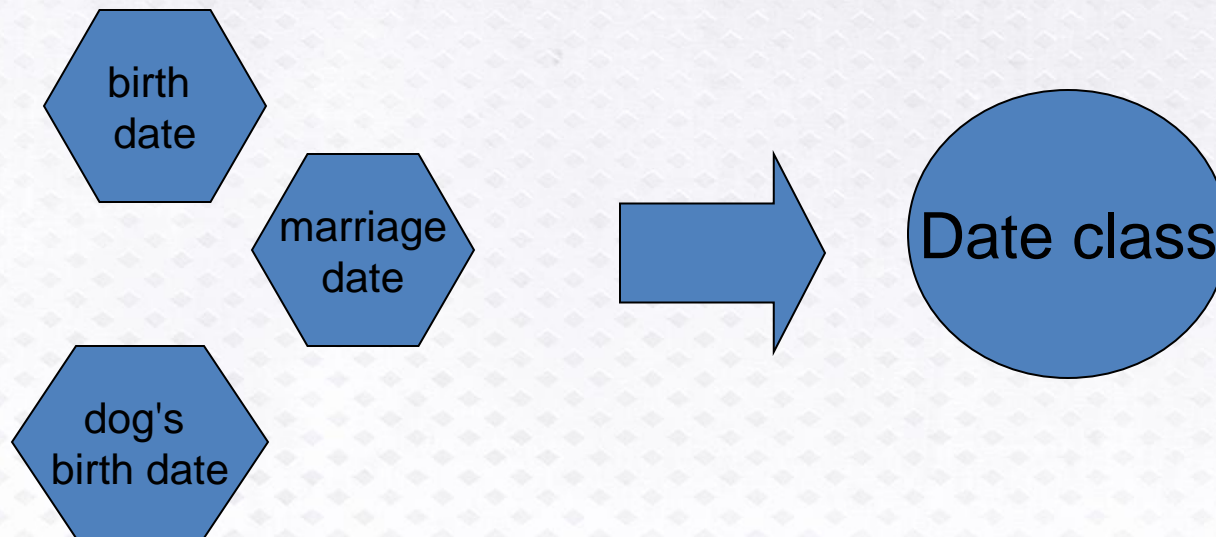 birth
date
marriage
date
dog's
birth date
Date class